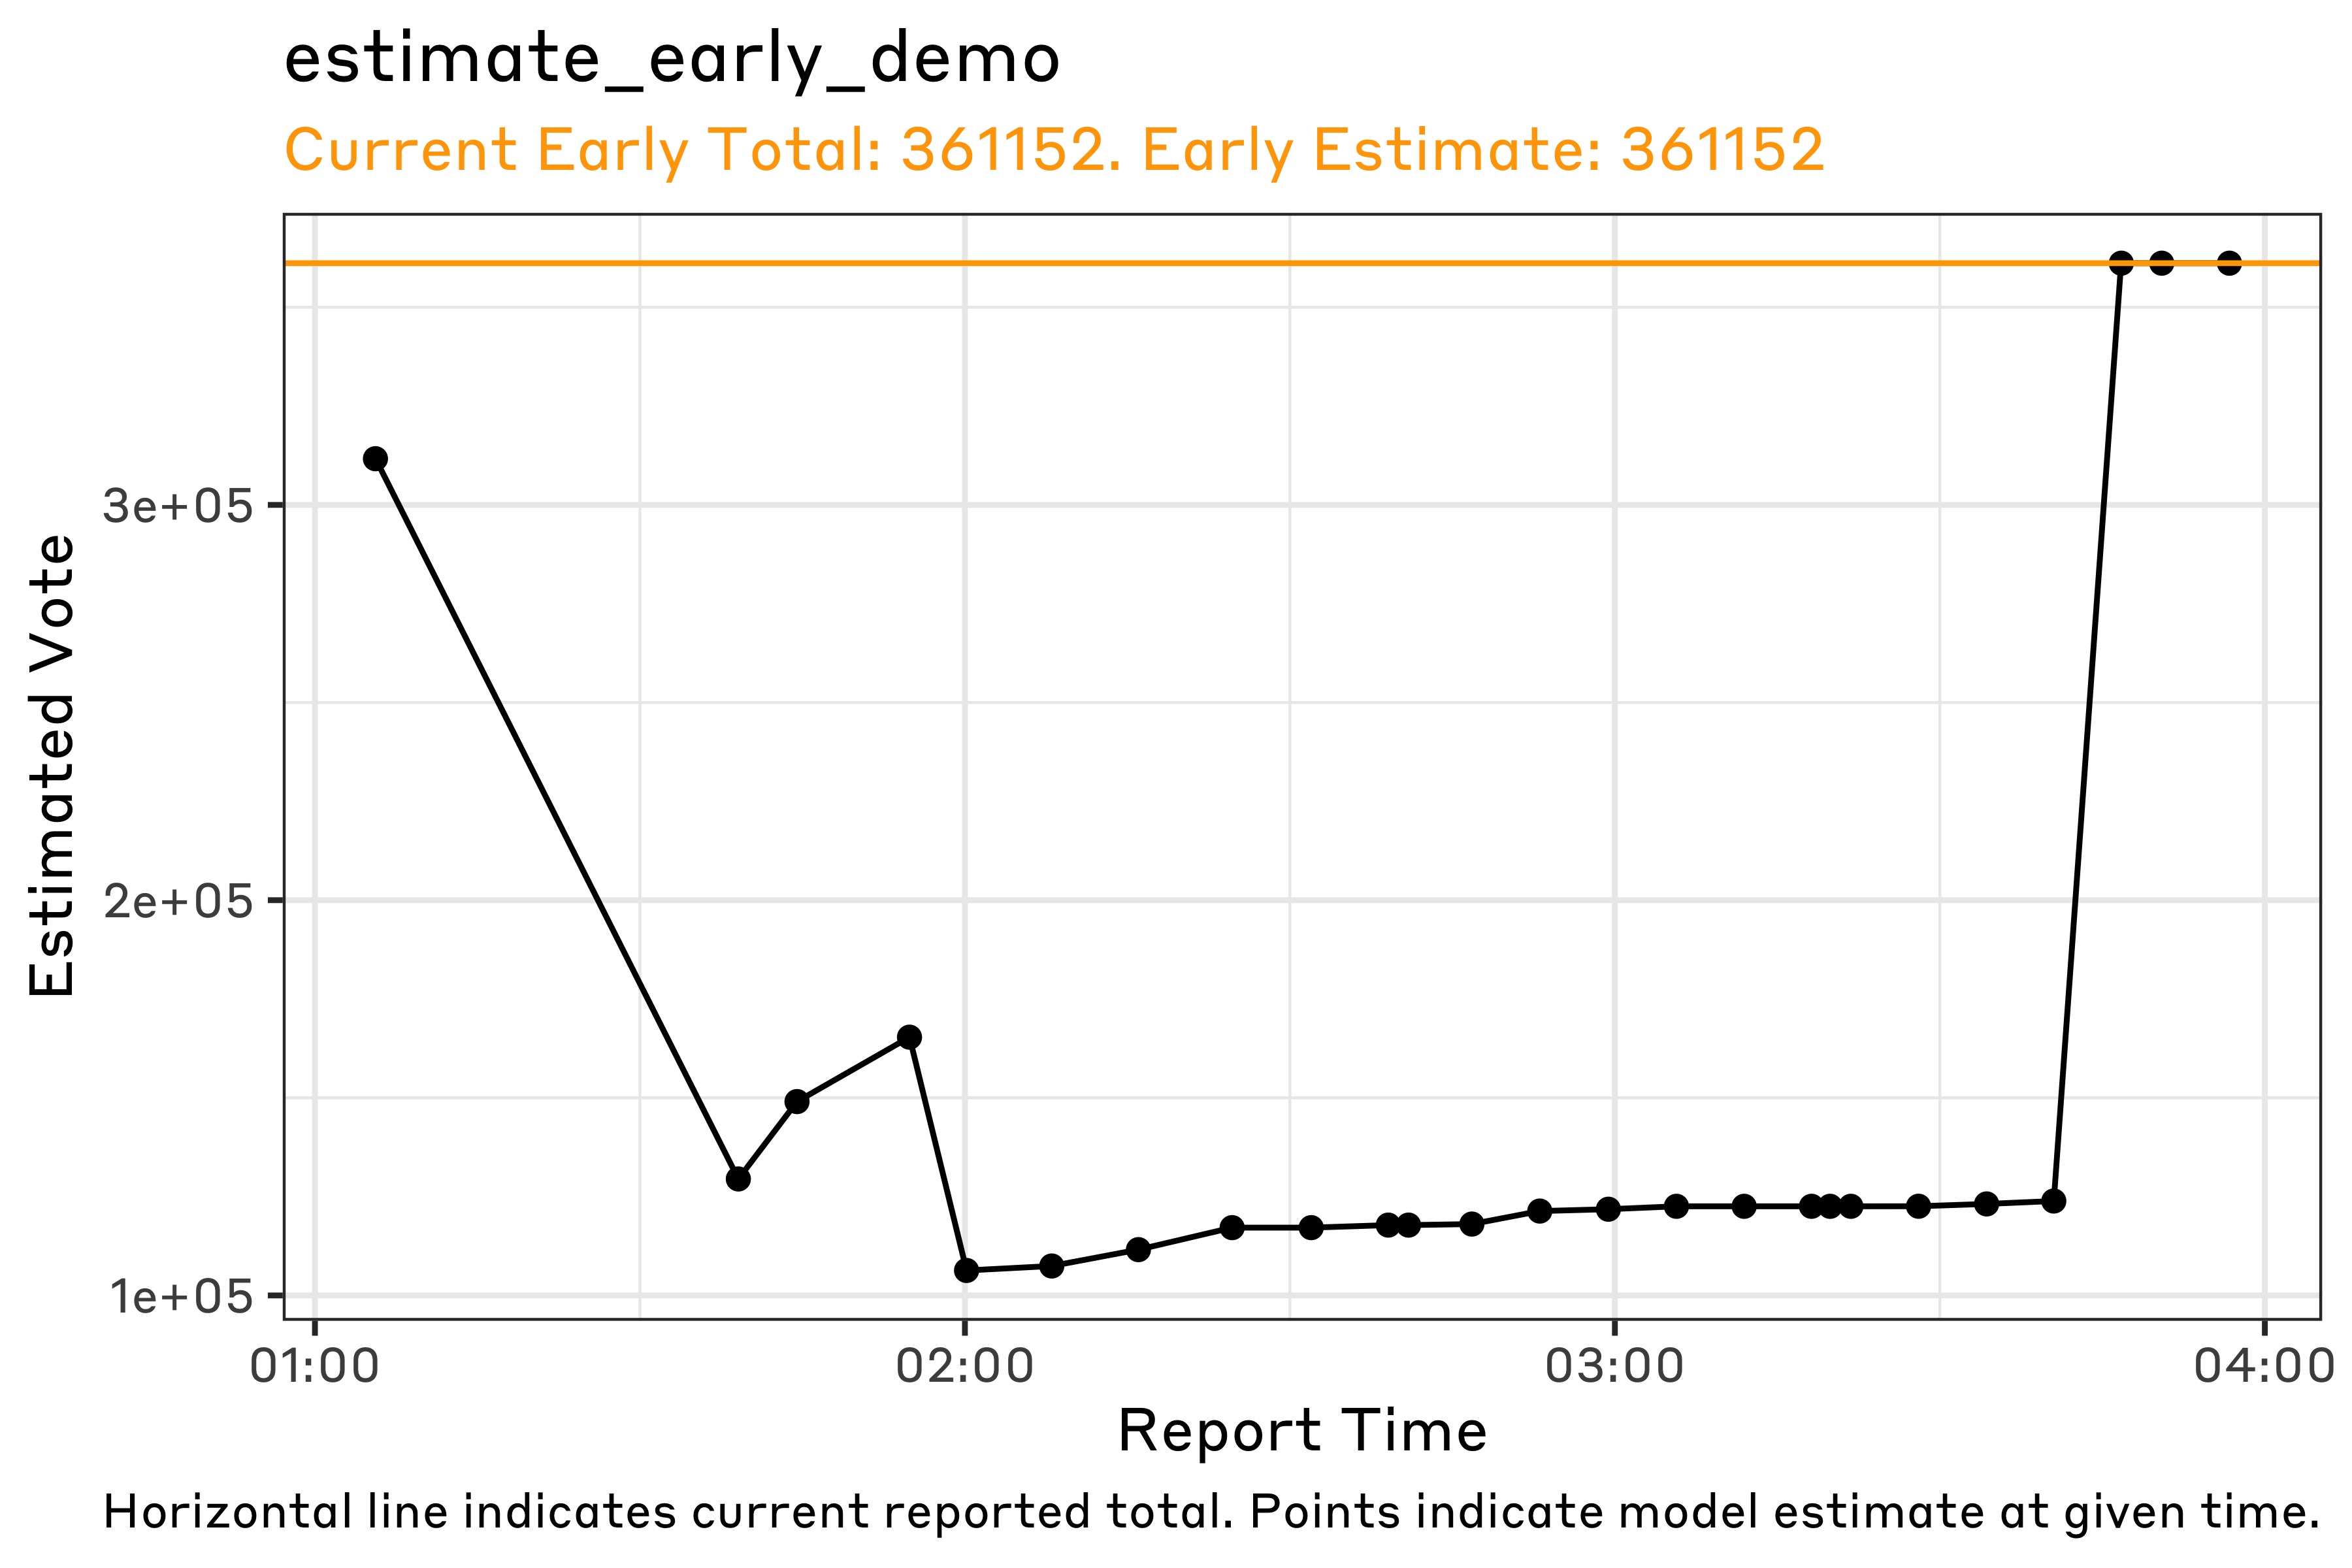 estimate_early_demo
Current Early Total: 361152. Early Estimate: 361152
Estimated Vote
3e+05
2e+05
1e+05
01:00 02:00 03:00 04:00
Report Time
Horizontal line indicates current reported total. Points indicate model estimate at given time.